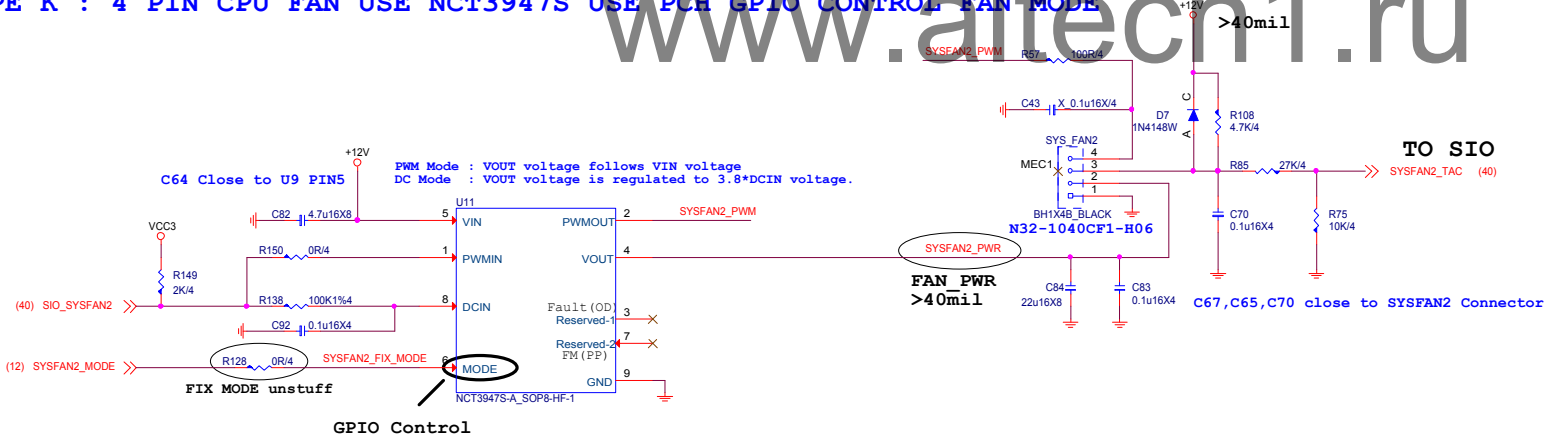 PE K : 4 PIN CPU FAN USE NCT3947S USE PCH GPIO CONTROL FAN MODE
www.aitech1.ru
+12V
>40mil
SYSFAN2_PWM
R57
100R/4
C43
X_0.1u16X/4
D7
1N4148W
C
A
R108
4.7K/4
SYS_FAN2
MEC1
4
3
2
1
BH1X4B_BLACK
N32-1040CF1-H06
TO SIO
R85
27K/4
SYSFAN2_TAC (40)
C70
0.1u16X4
R75
10K/4
+12V
PWM Mode : VOUT voltage follows VIN voltage
DC Mode : VOUT voltage is regulated to 3.8*DCIN voltage.
C64 Close to U9 PIN5
C82
4.7u16X8
U11
5
VIN
PWMOUT
2
SYSFAN2_PWM
VCC3
R150
0R/4
1
PWMIN
VOUT
4
SYSFAN2_PWR
FAN_PWR
>40mil
R149
2K/4
C84
22u16X8
C83
0.1u16X4
C67,C65,C70 close to SYSFAN2 Connector
(40) SIO_SYSFAN2
R138
100K1%4
8
DCIN
Fault(OD)
Reserved-1
3
C92
0.1u16X4
Reserved-2
7
FM(PP)
(12) SYSFAN2_MODE
R128
0R/4
SYSFAN2_FIX_MODE
6
MODE
GND
9
FIX MODE unstuff
NCT3947S-A_SOP8-HF-1
GPIO Control